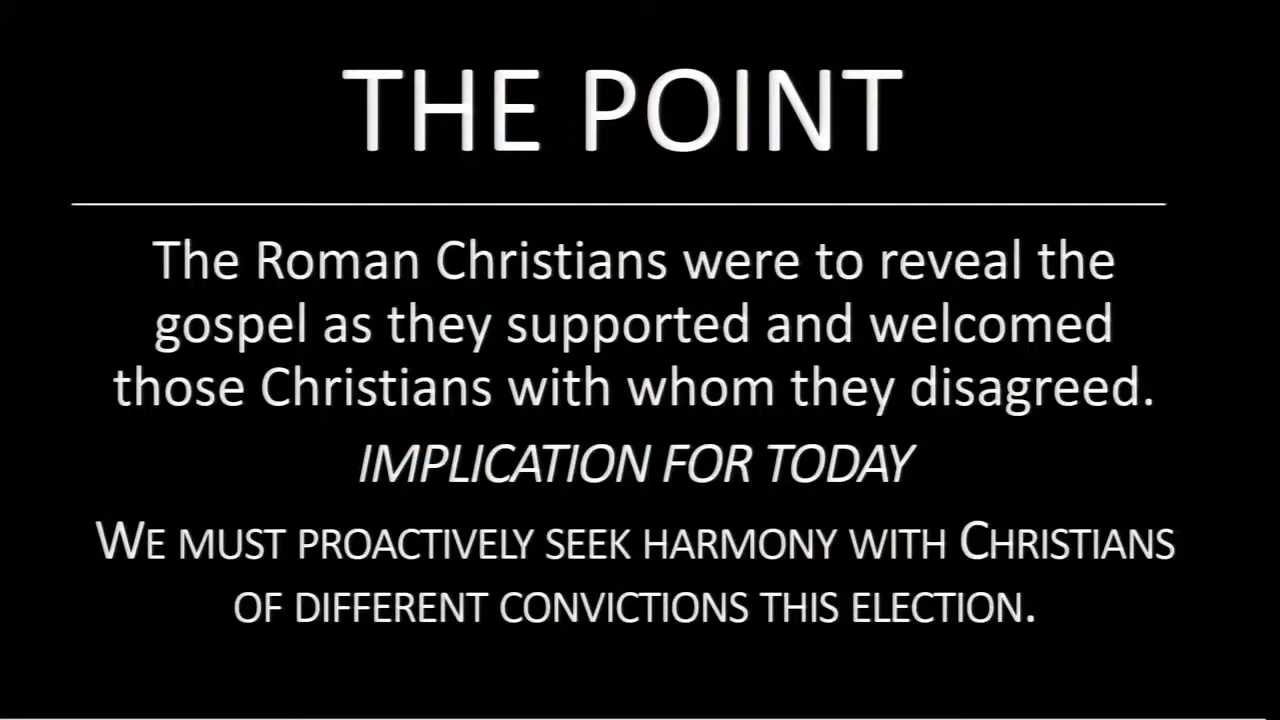 THE POINT
The Roman Christians were to reveal the
gospel as they supported and welcomed
those Christians with whom they disagreed.
IMPLICATION FOR TODAY
WE MUST PROACTIVELY SEEK HARMONY WITH CHRISTIANS
OF DIFFERENT CONVICTIONS THIS ELECTION.